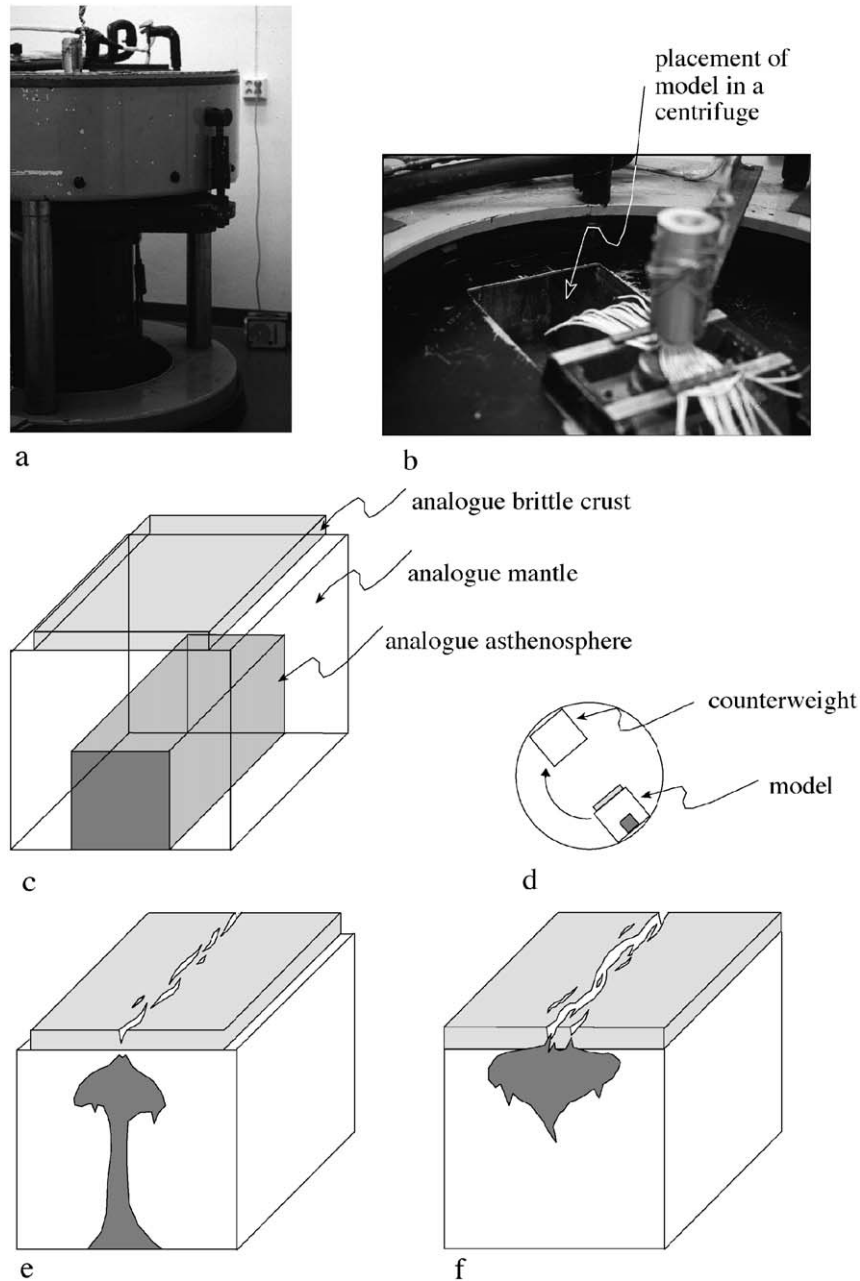 placement of
model in a
centrifuge
a
b
analogue brittle crust
analogue mantle
analogue asthenosphere
counterweight
model
c
d
e
f